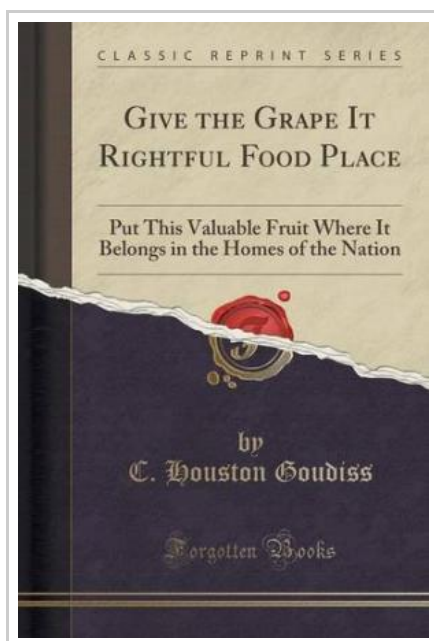 CLASSIC REPRINT SERIES
GIVE THE GRAPE IT
RIGHTFUL FOOD PLACE
Put This Valuable Fruit Where It
Belongs in the Homes of the Nation
F
by
C. Houston Goudiss
Forgotten Books